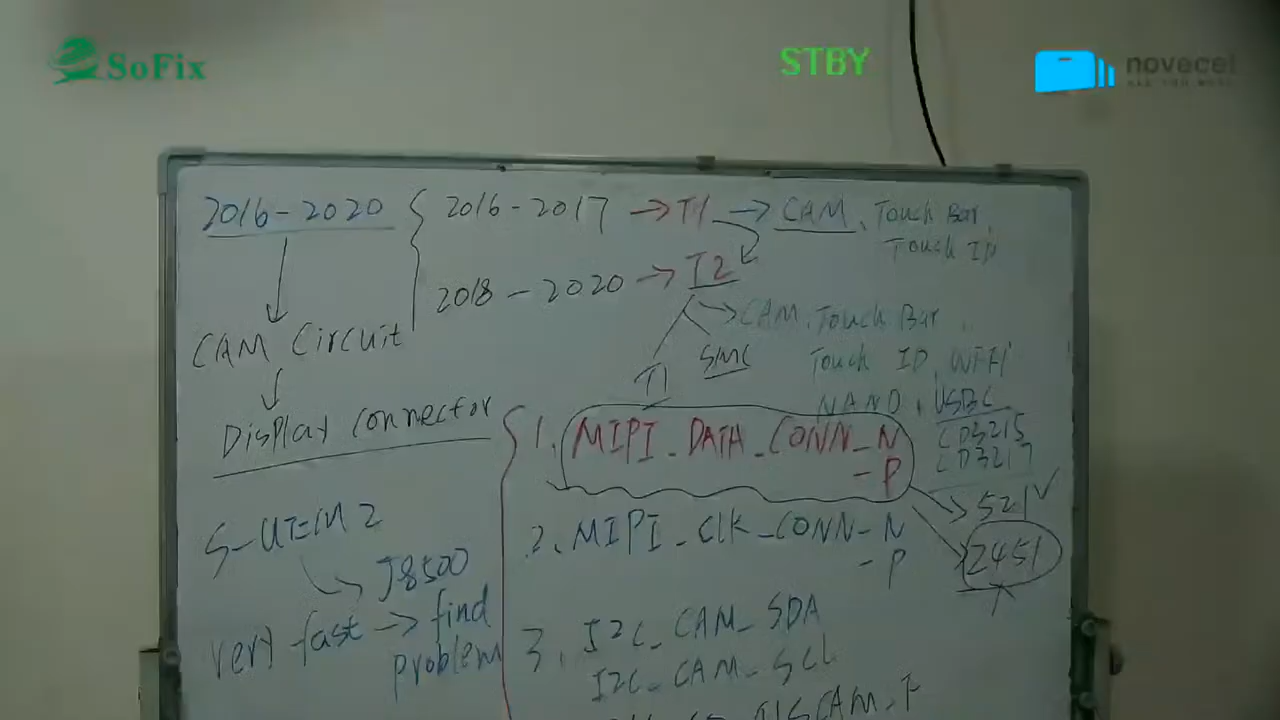 SoFix
STBY
novecel
2016-2020
2016-2017 → T1 → CAM, Touch Bar,
Touch ID
2018-2020 → T2
CAM, Touch Bar,
SMC
Touch ID, WFFI
T1
NAND, USBC
CD3215
CD3217
CAM Circuit
Display Connector
1. MIPI_DATA_CONN_N
-P
521✓
2451
2. MIPI_CLK_CONN_N
-P
J8500
very fast → find
problem
3. I2C_CAM_SDA
I2C_CAM_SCL